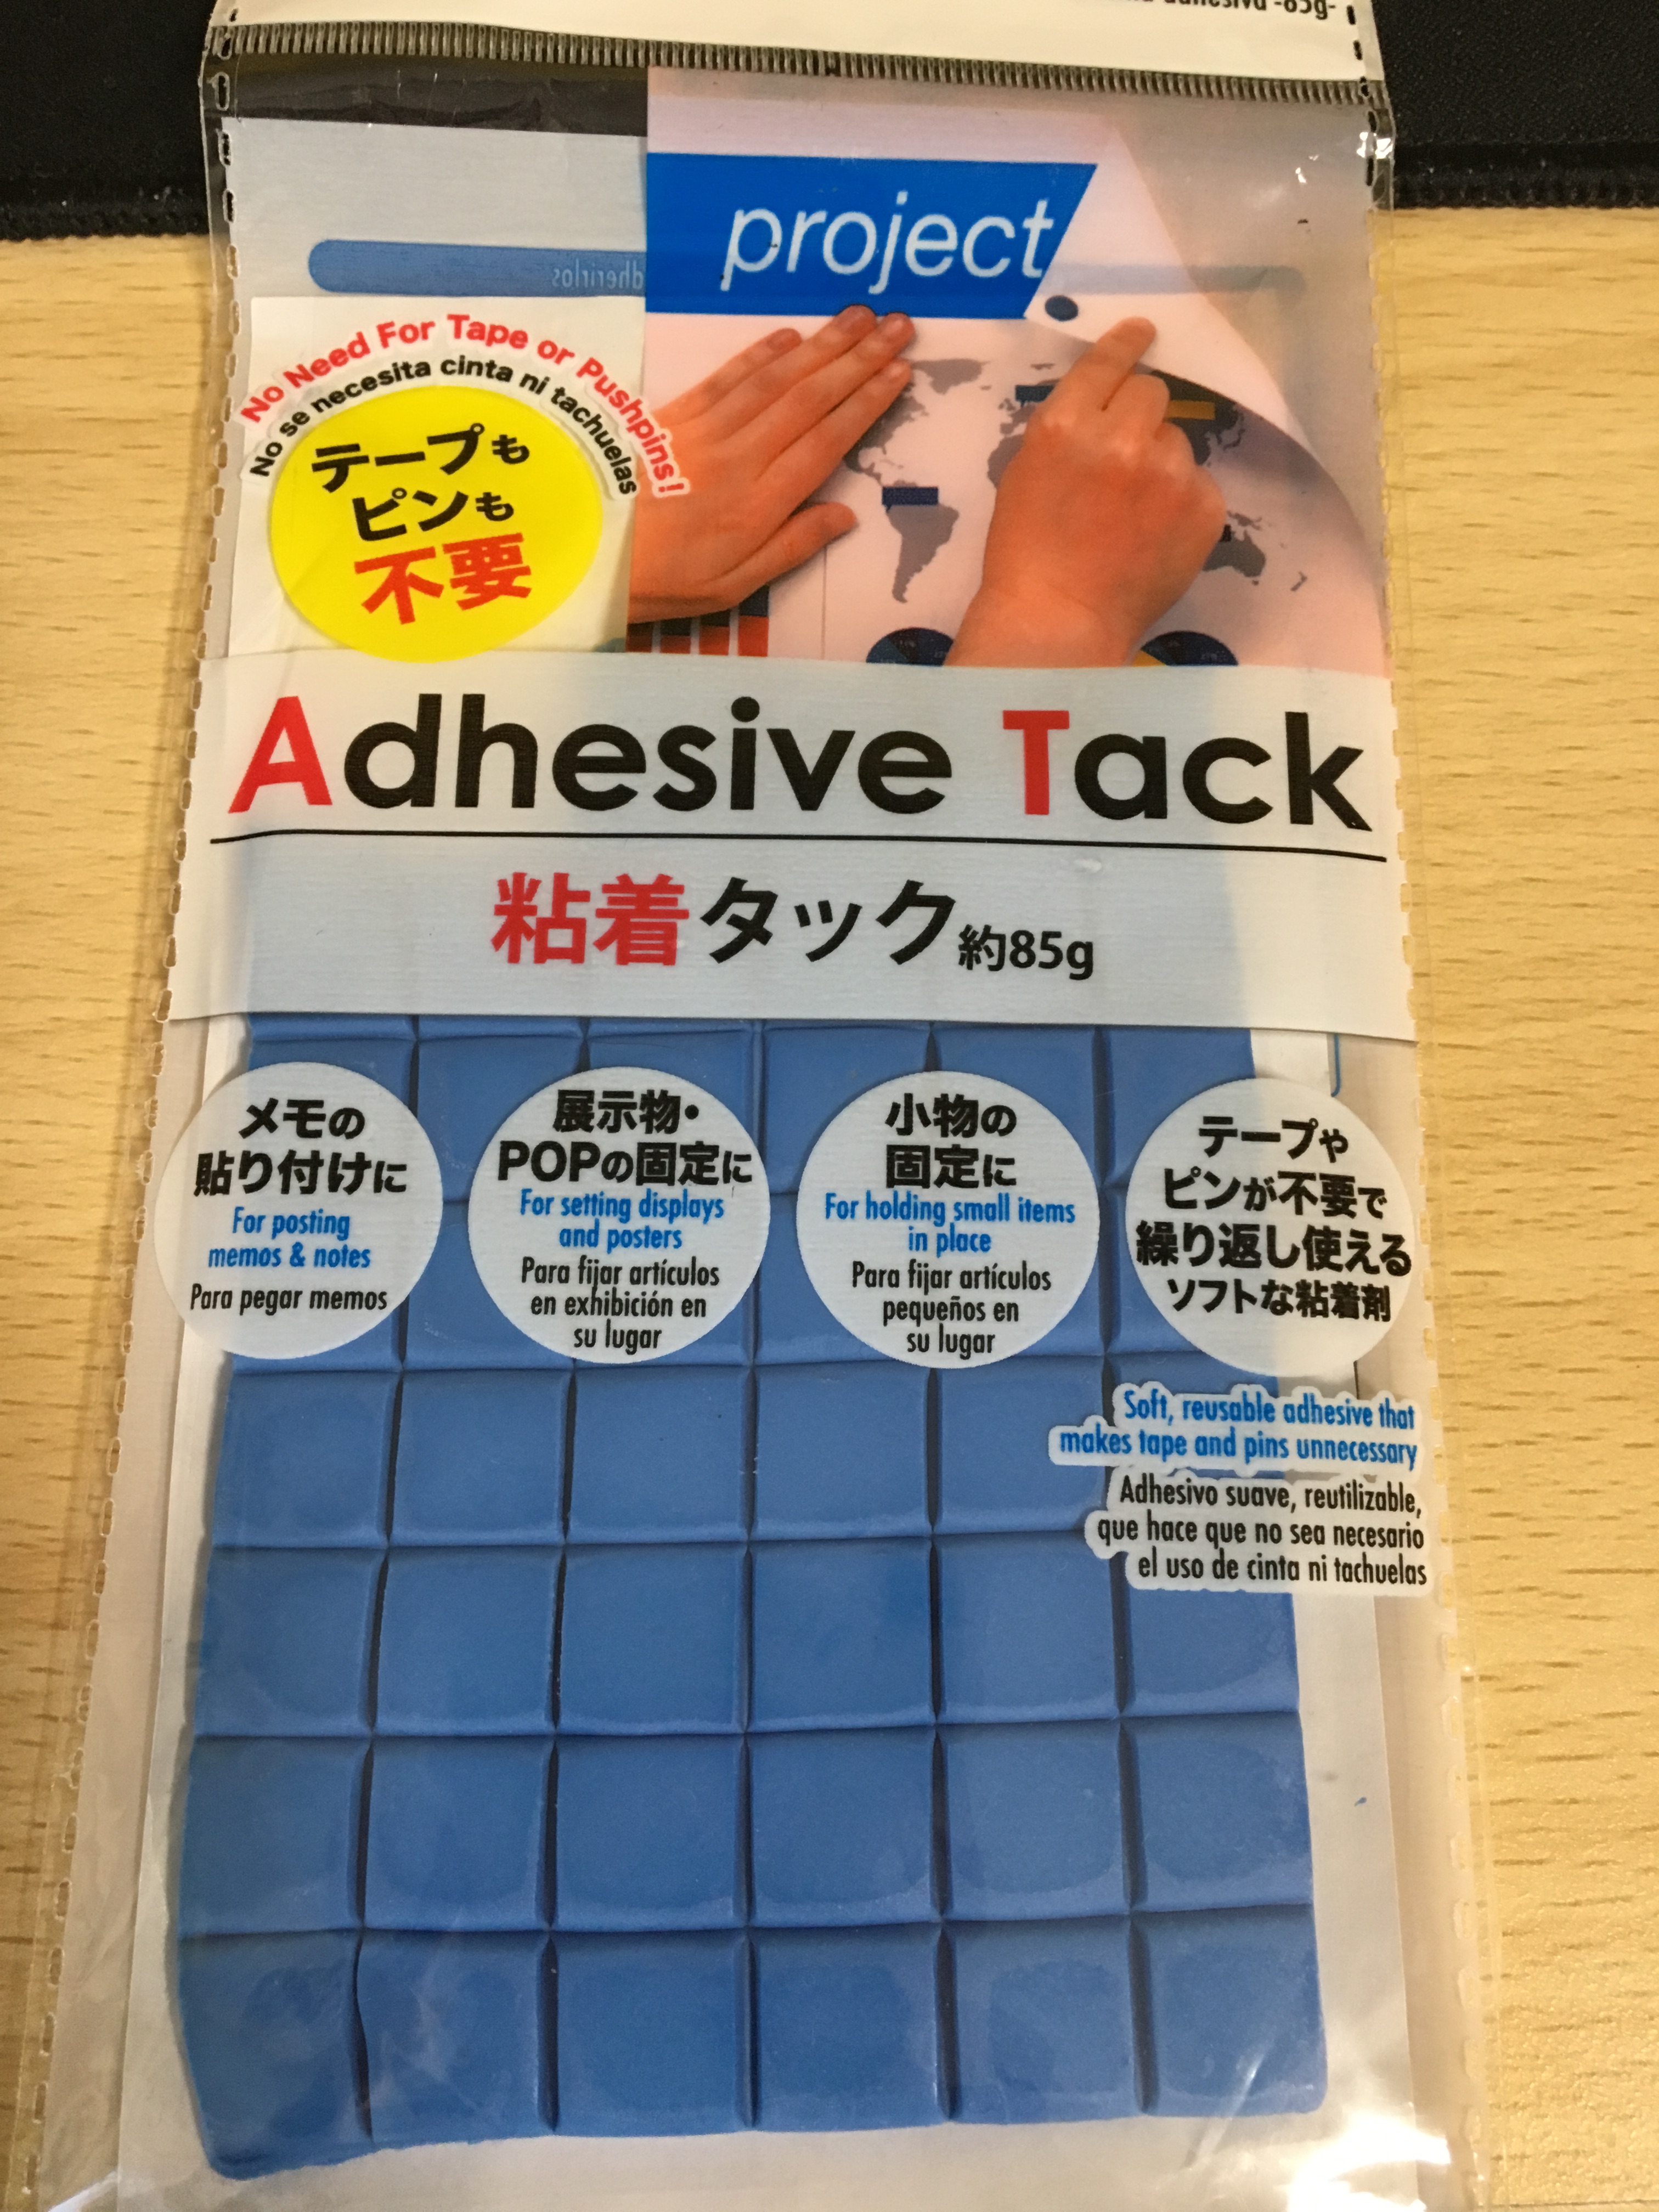 adhesiva -85g-
project
adherirlos
No Need For Tape or Pushpins!
No se necesita cinta ni tachuelas
テープも
ピンも
不要
Adhesive Tack
粘着タック約85g
メモの
貼り付けに
For posting
memos & notes
Para pegar memos
展示物・
POPの固定に
For setting displays
and posters
Para fijar artículos
en exhibición en
su lugar
小物の
固定に
For holding small items
in place
Para fijar artículos
pequeños en
su lugar
テープや
ピンが不要で
繰り返し使える
ソフトな粘着剤
Soft, reusable adhesive that
makes tape and pins unnecessary
Adhesivo suave, reutilizable,
que hace que no sea necesario
el uso de cinta ni tachuelas